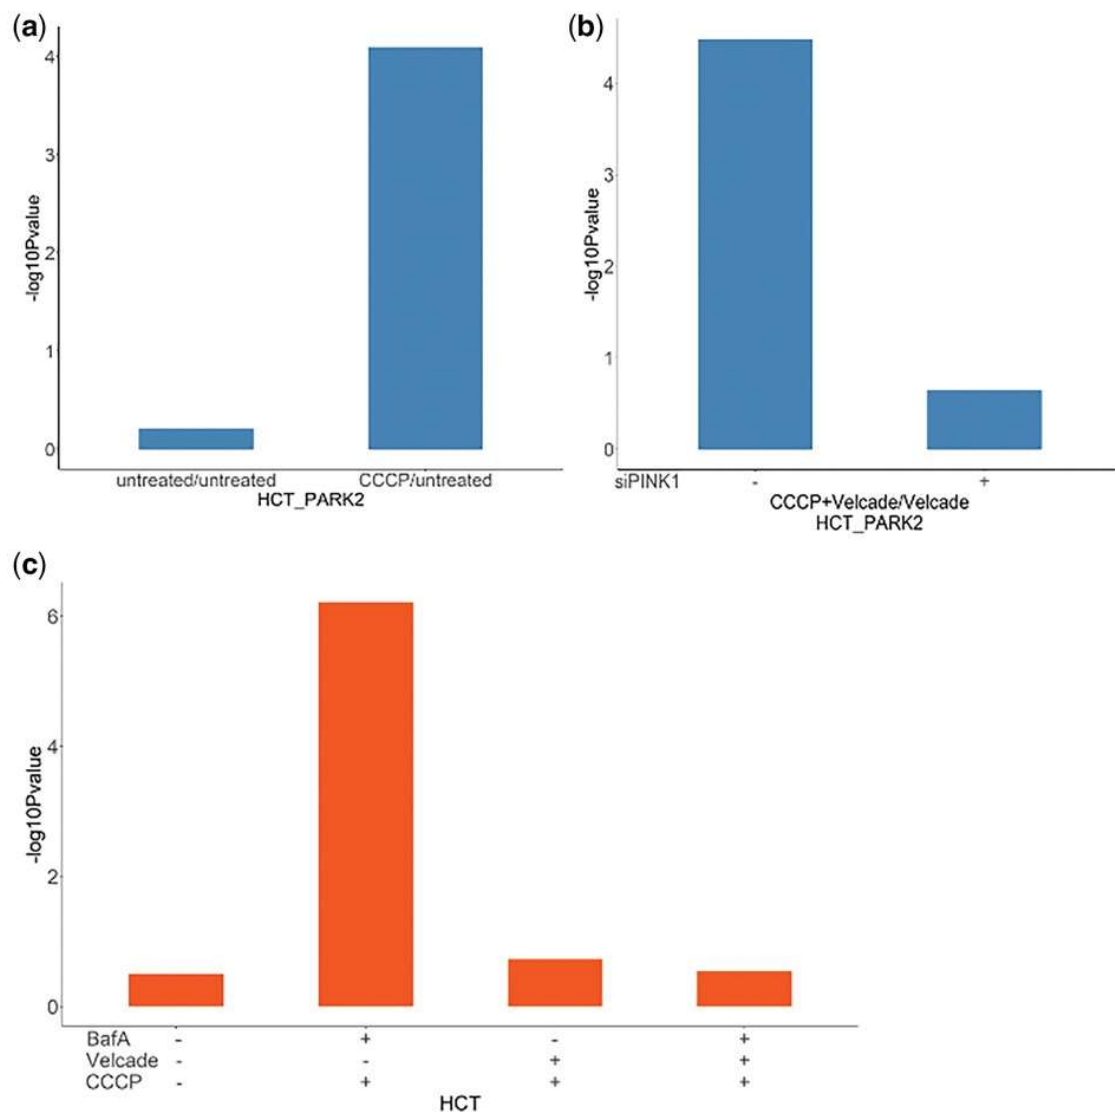 (a)
-log10Pvalue
4
3
2
1
0
untreated/untreated CCCP/untreated
HCT_PARK2
(b)
-log10Pvalue
4
3
2
1
0
siPINK1 - +
CCCP+Velcade/Velcade
HCT_PARK2
(c)
-log10Pvalue
6
4
2
0
BafA - + - +
Velcade - - + +
CCCP - + + +
HCT